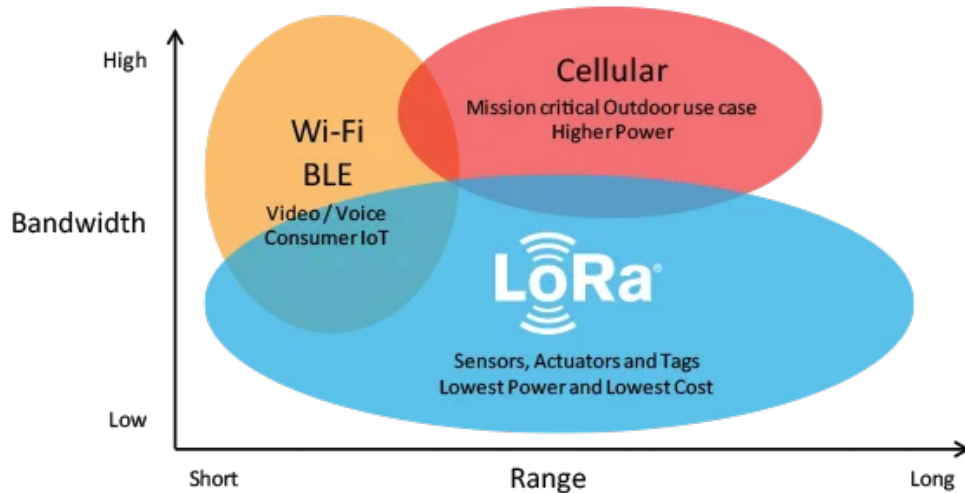 High
Cellular
Mission critical Outdoor use case
Higher Power
Wi-Fi
BLE
Video / Voice
Consumer IoT
Bandwidth
LoRa®
Sensors, Actuators and Tags
Lowest Power and Lowest Cost
Low
Short
Range
Long